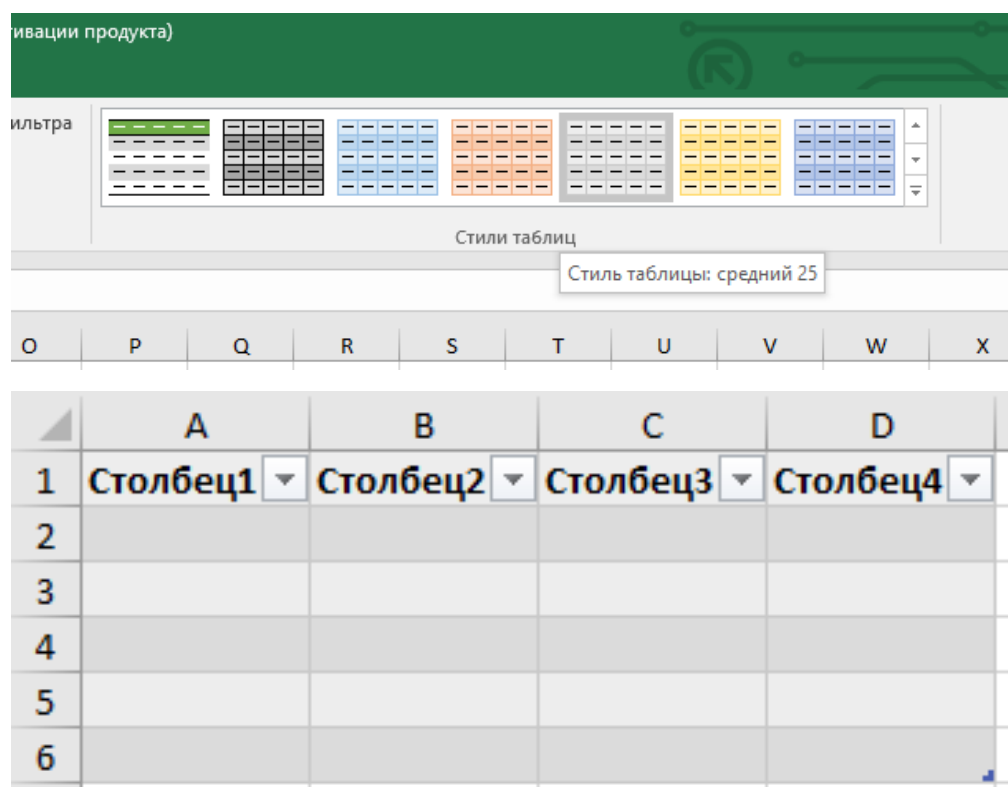 ивации продукта)
ильтра
Стили таблиц
Стиль таблицы: средний 25
O P Q R S T U V W X
A B C D
1 Столбец1 Столбец2 Столбец3 Столбец4
2
3
4
5
6